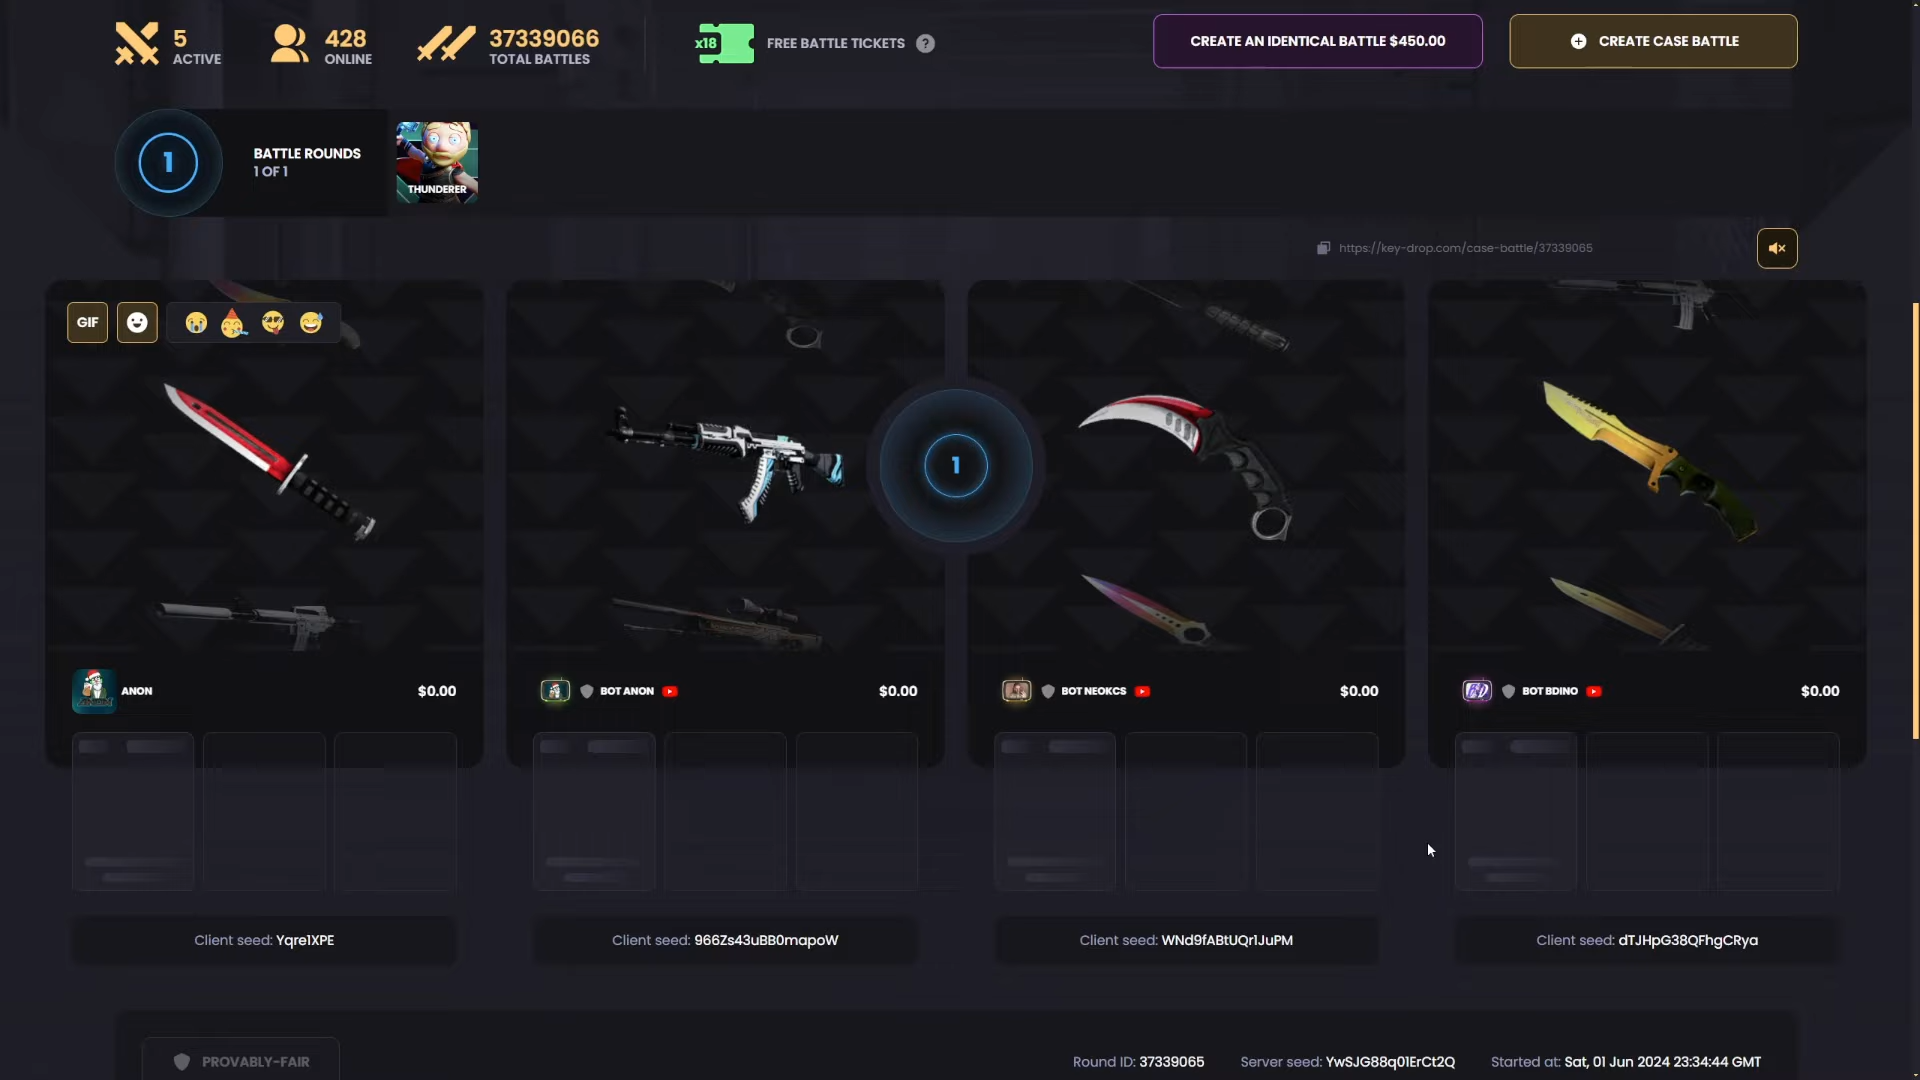 5
ACTIVE
428
ONLINE
37339066
TOTAL BATTLES
x18
FREE BATTLE TICKETS
?
CREATE AN IDENTICAL BATTLE $450.00
CREATE CASE BATTLE
1
BATTLE ROUNDS
1 OF 1
THUNDERER
https://key-drop.com/case-battle/37339065
GIF
1
ANON
$0.00
BOT ANON
$0.00
BOT NEOKCS
$0.00
BOT BDINO
$0.00
Client seed: Yqre1XPE
Client seed: 966Zs43uBB0mapoW
Client seed: WNd9fABtUQr1JuPM
Client seed: dTJHpG38QFhgCRya
PROVABLY-FAIR
Round ID: 37339065
Server seed: YwSJG88q01ErCt2Q
Started at: Sat, 01 Jun 2024 23:34:44 GMT